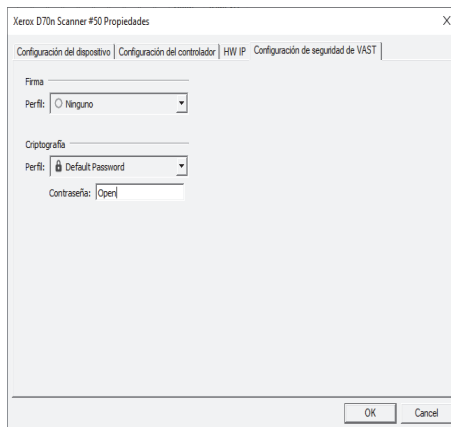 Xerox D70n Scanner #50 Propiedades X
Configuración del dispositivo Configuración del controlador HW IP Configuración de seguridad de VAST
Firma
Perfil: Ninguno
Criptografía
Perfil: Default Password
Contraseña: Open
OK Cancel